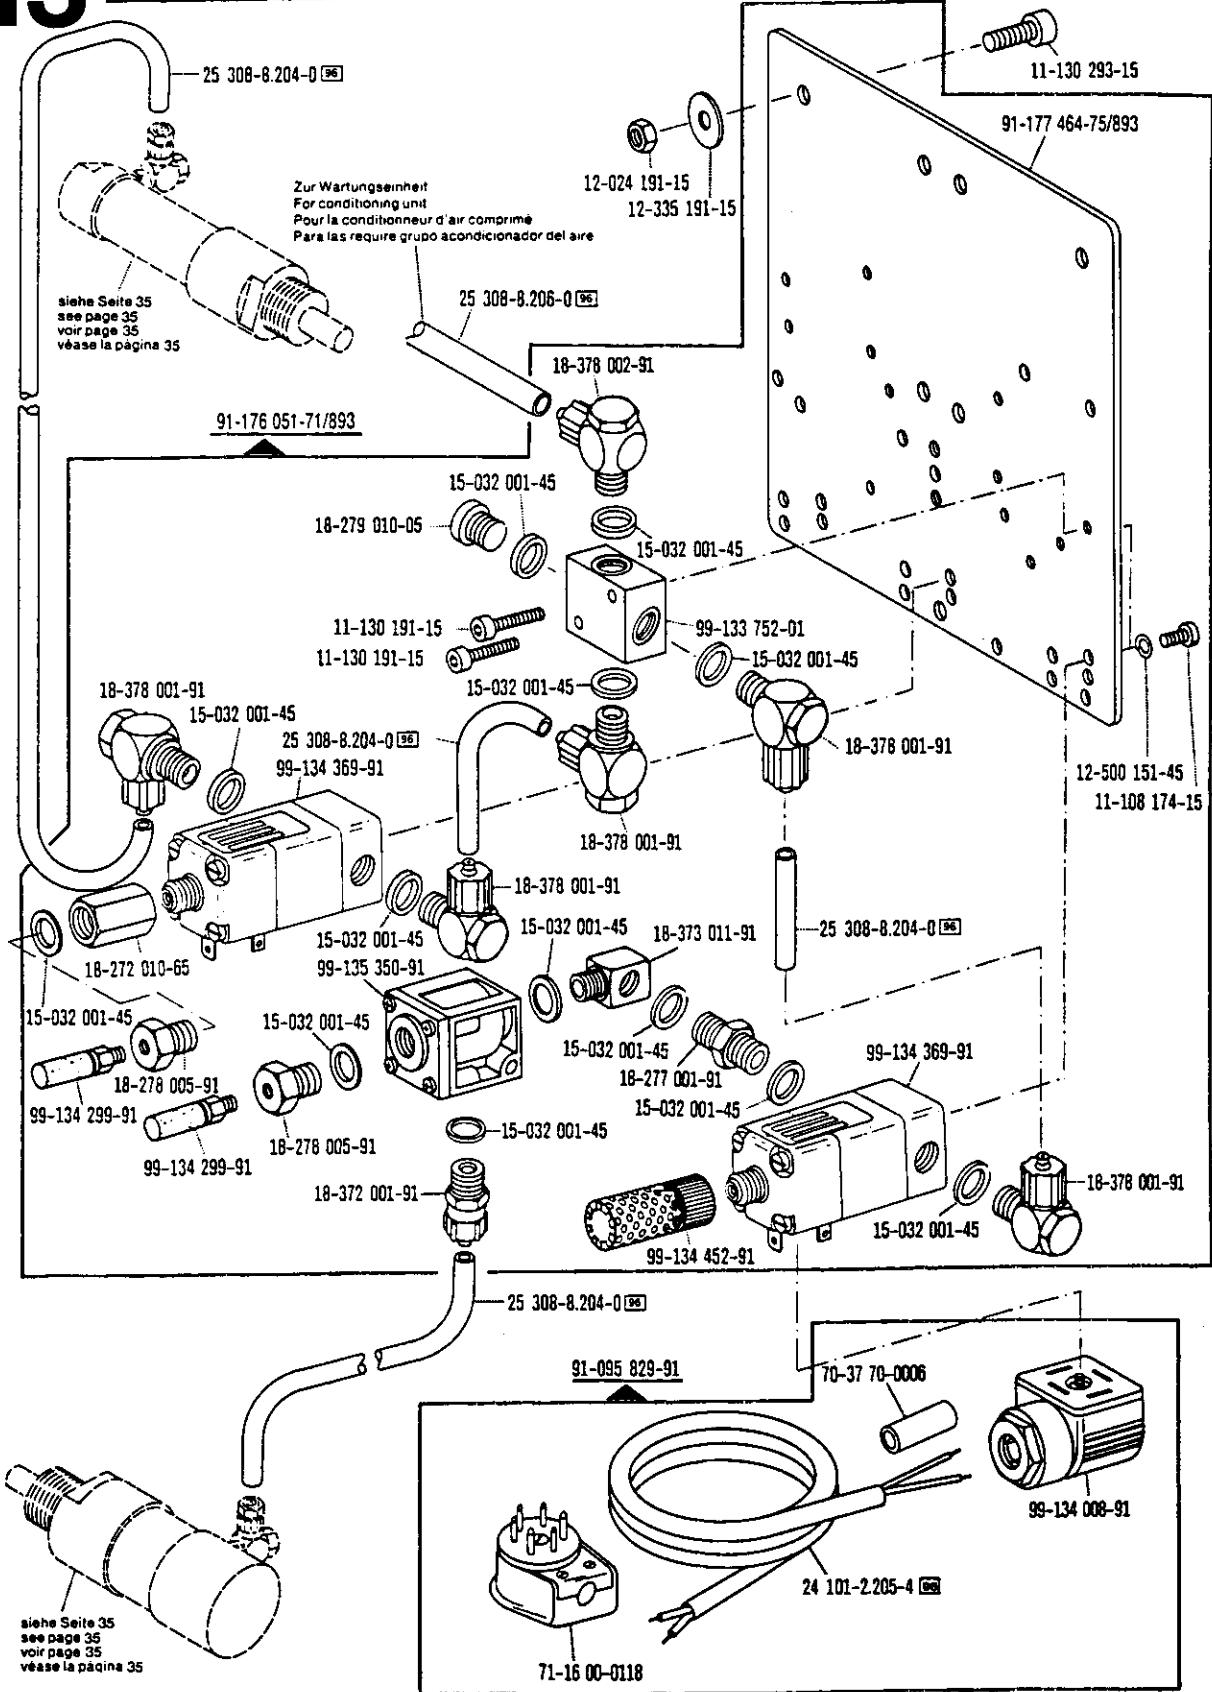 25 308-8.204-0 96
11-130 293-15
91-177 464-75/893
12-024 191-15
12-335 191-15
Zur Wartungseinheit
For conditioning unit
Pour la conditionneur d'air comprimé
Para las require grupo acondicionador del aire
siehe Seite 35
see page 35
voir page 35
véase la página 35
25 308-8.206-0 96
18-378 002-91
91-176 051-71/893
15-032 001-45
18-279 010-05
15-032 001-45
11-130 191-15
99-133 752-01
11-130 191-15
15-032 001-45
18-378 001-91
15-032 001-45
15-032 001-45
25 308-8.204-0 96
18-378 001-91
99-134 369-91
12-500 151-45
11-108 174-15
18-378 001-91
18-378 001-91
15-032 001-45
15-032 001-45
18-373 011-91
25 308-8.204-0 96
18-272 010-65
99-135 350-91
15-032 001-45
15-032 001-45
15-032 001-45
99-134 369-91
18-278 005-91
18-277 001-91
99-134 299-91
15-032 001-45
15-032 001-45
18-278 005-91
99-134 299-91
18-372 001-91
18-378 001-91
15-032 001-45
99-134 452-91
25 308-8.204-0 96
91-095 829-91
70-37 70-0006
99-134 008-91
24 101-2.205-4 96
71-16 00-0118
siehe Seite 35
see page 35
voir page 35
véase la página 35